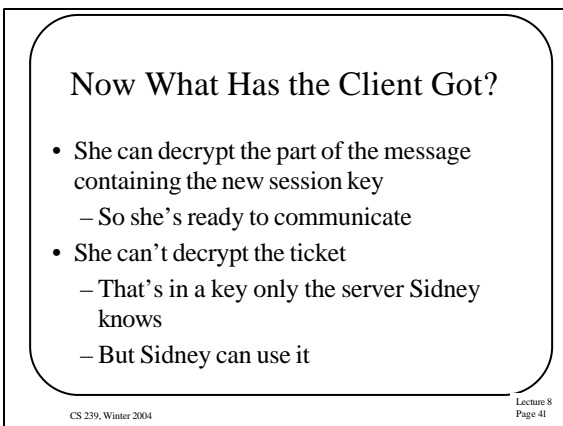 Now What Has the Client Got?
• She can decrypt the part of the message
containing the new session key
– So she's ready to communicate
• She can't decrypt the ticket
– That's in a key only the server Sidney
knows
– But Sidney can use it
CS 239, Winter 2004
Lecture 8
Page 41